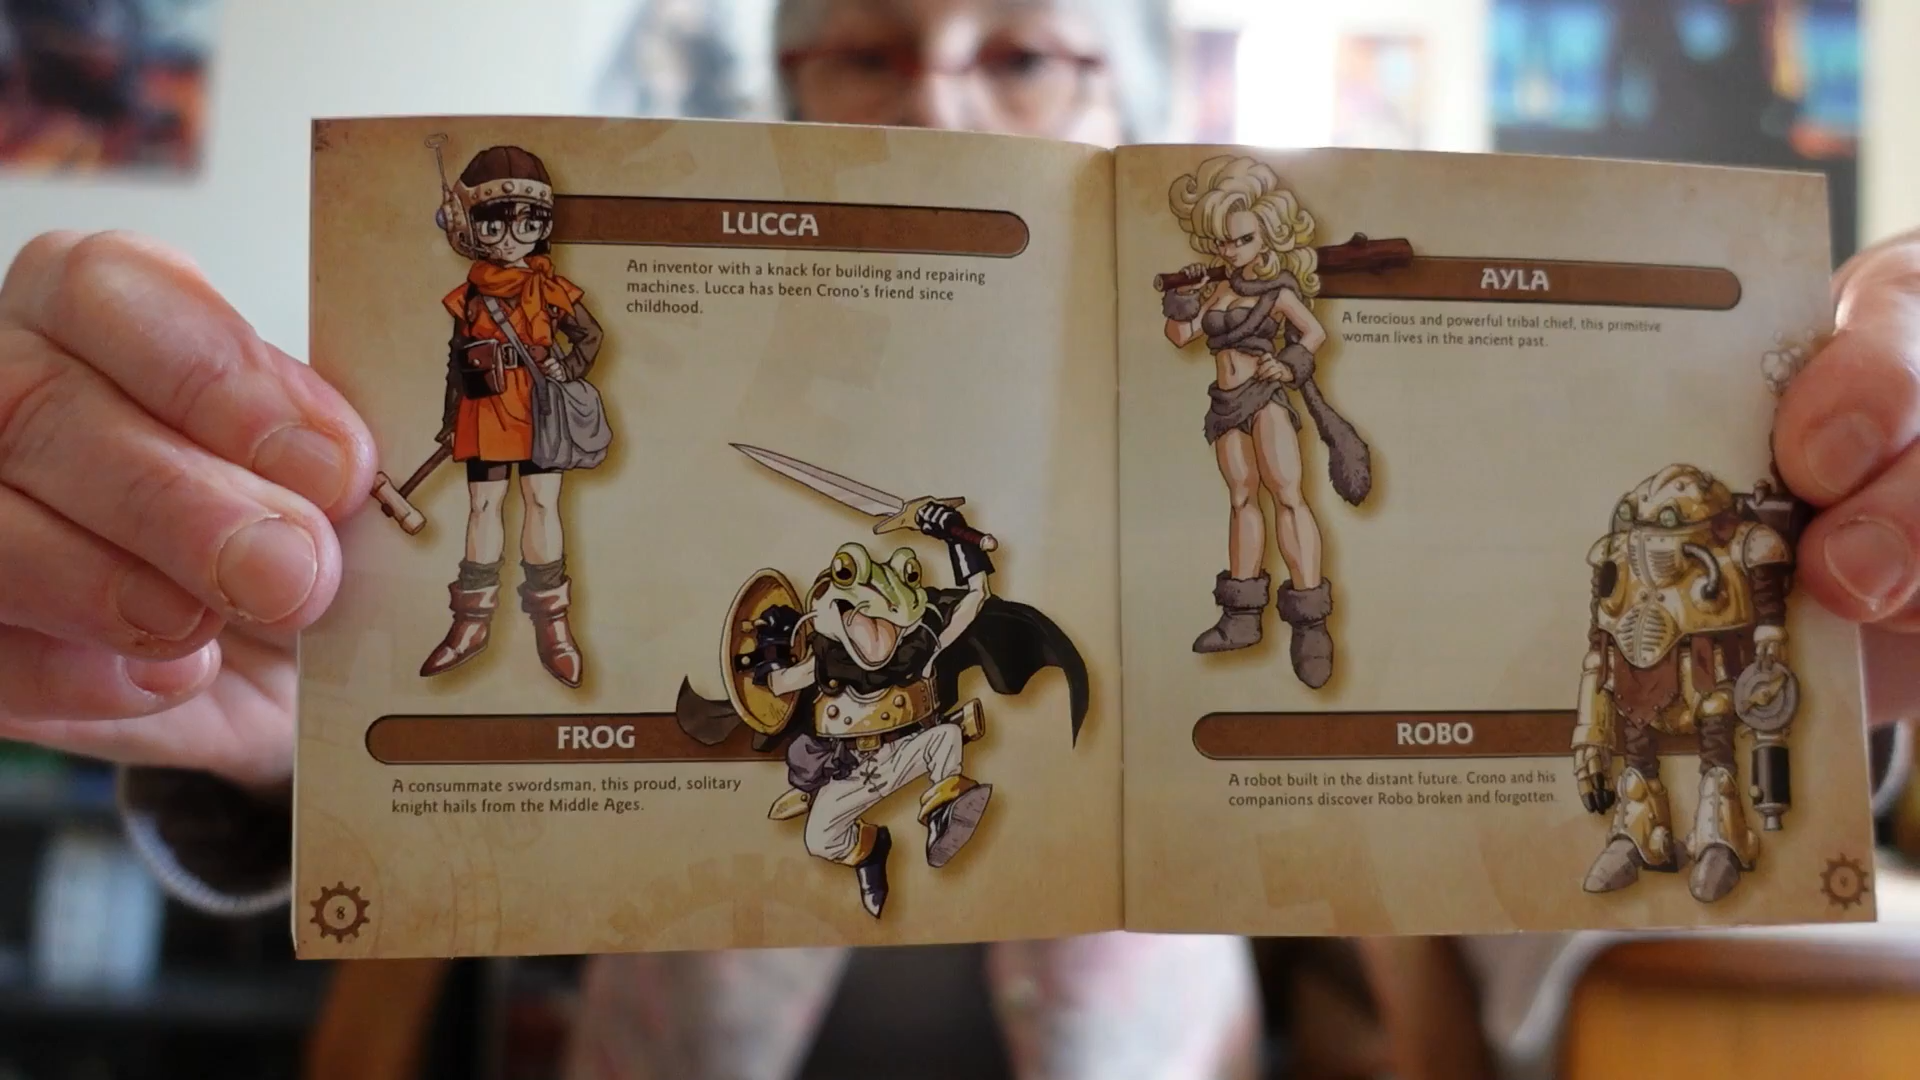 LUCCA
An inventor with a knack for building and repairing
machines. Lucca has been Crono's friend since
childhood.
FROG
A consummate swordsman, this proud, solitary
knight hails from the Middle Ages.
8
AYLA
A ferocious and powerful tribal chief, this primitive
woman lives in the ancient past.
ROBO
A robot built in the distant future. Crono and his
companions discover Robo broken and forgotten.